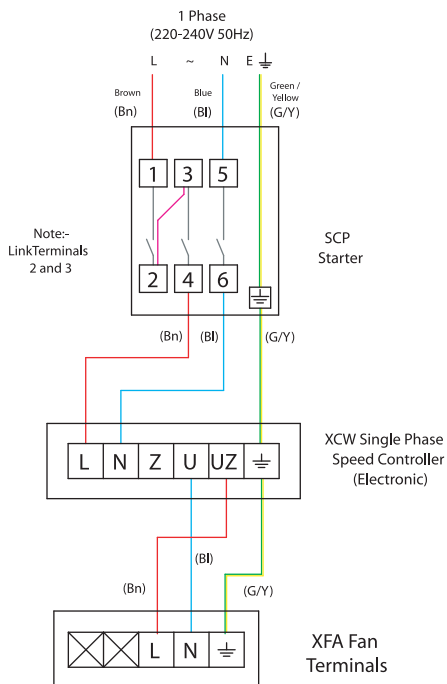 1 Phase
(220-240V 50Hz)
L ~ N E
Brown
(Bn)
Blue
(Bl)
Green /
Yellow
(G/Y)
1 3 5
Note:-
LinkTerminals
2 and 3
SCP
Starter
2 4 6
(Bn) (Bl) (G/Y)
XCW Single Phase
Speed Controller
(Electronic)
L N Z U UZ
(Bl)
(Bn) (G/Y)
L N
XFA Fan
Terminals